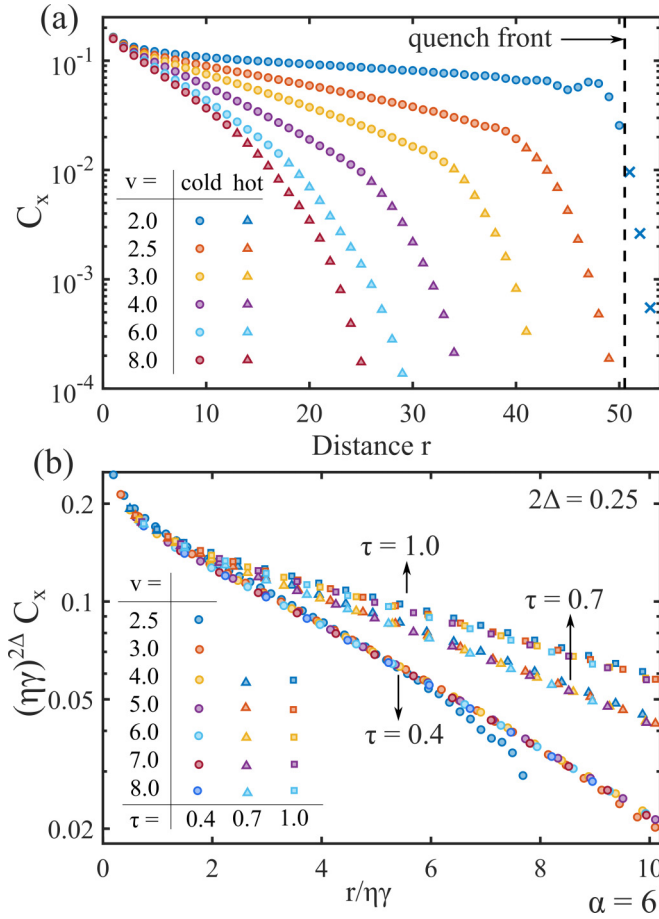 (a)
quench front
10⁻¹
10⁻²
10⁻³
10⁻⁴
Cₓ
v = cold hot
2.0
2.5
3.0
4.0
6.0
8.0
0 10 20 30 40 50
Distance r
(b)
2Δ = 0.25
0.2
0.1
0.05
0.02
(ηγ)²ᐞ Cₓ
τ = 1.0
τ = 0.7
τ = 0.4
v =
2.5
3.0
4.0
5.0
6.0
7.0
8.0
τ = 0.4 0.7 1.0
0 2 4 6 8 10
r/ηγ
α = 6